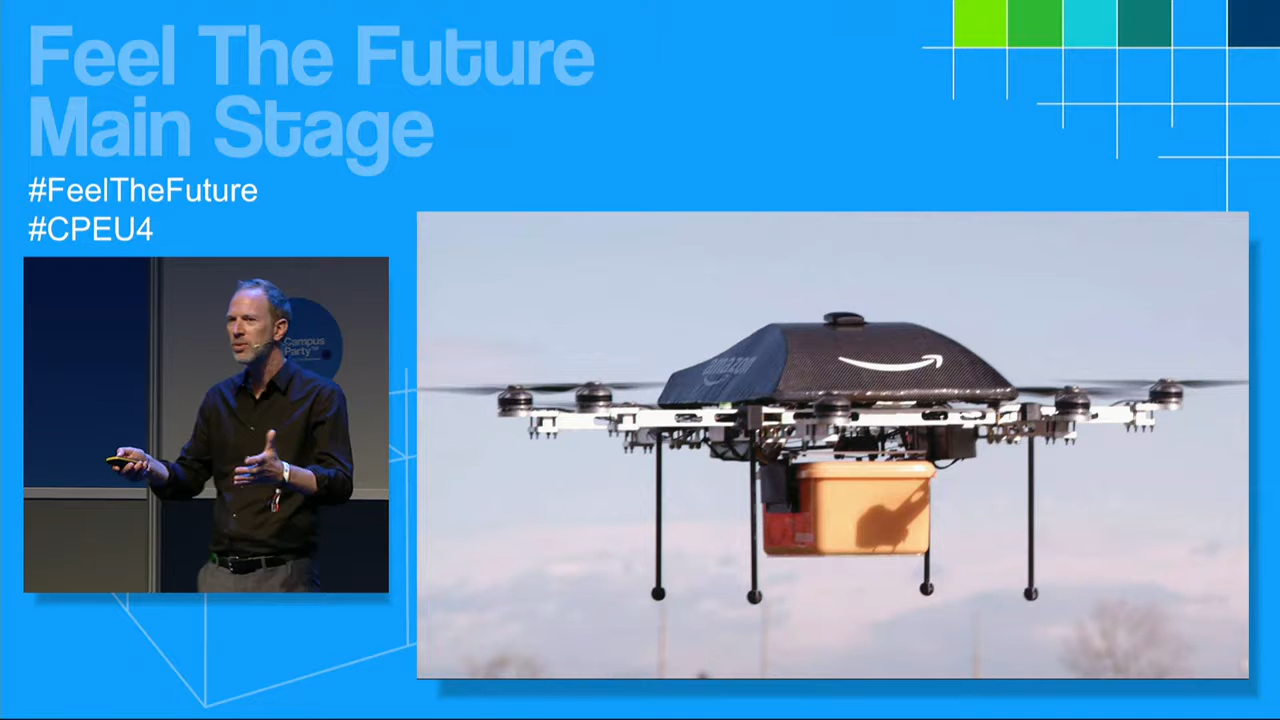 Feel The Future
Main Stage
#FeelTheFuture
#CPEU4
Campus
Party
amazon